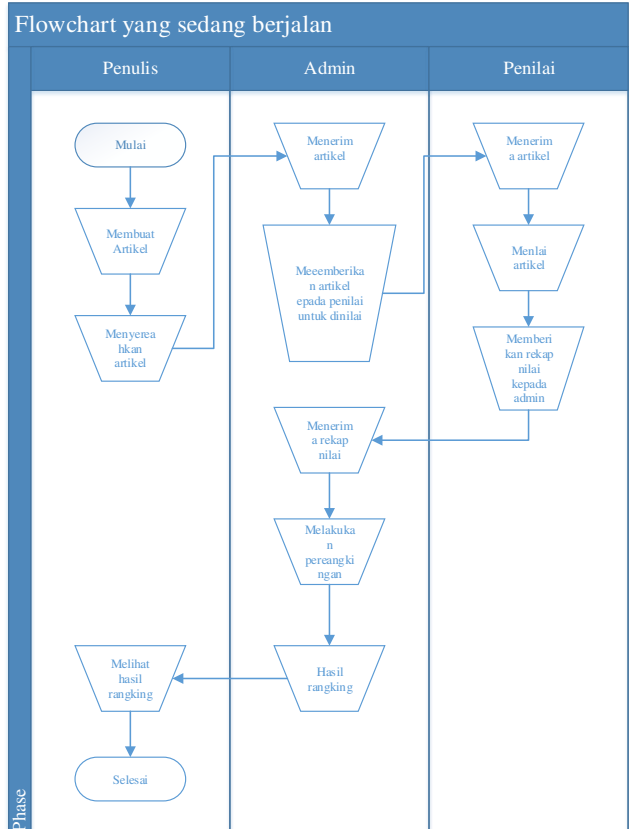 Flowchart yang sedang berjalan
Penulis
Admin
Penilai
Mulai
Membuat
Artikel
Menyerea
hkan
artikel
Menerim
artikel
Meeemberika
n artikel
epada penilai
untuk dinilai
Menerim
a artikel
Menlai
artikel
Memberi
kan rekap
nilai
kepada
admin
Menerim
a rekap
nilai
Melakuka
n
pereangki
ngan
Hasil
rangking
Melihat
hasil
rangking
Selesai
Phase